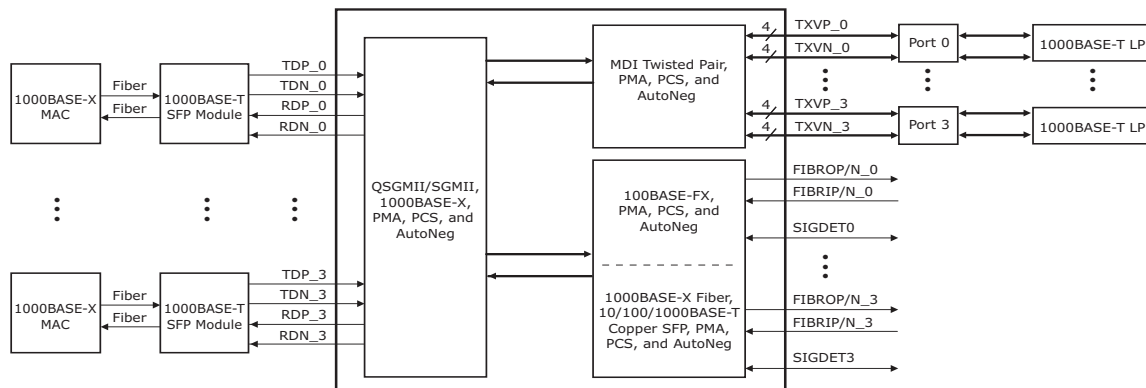 1000BASE-X
MAC
Fiber
Fiber
1000BASE-T
SFP Module
TDP_0
TDN_0
RDP_0
RDN_0
1000BASE-X
MAC
Fiber
Fiber
1000BASE-T
SFP Module
TDP_3
TDN_3
RDP_3
RDN_3
QSGMII/SGMII,
1000BASE-X,
PMA, PCS, and
AutoNeg
MDI Twisted Pair,
PMA, PCS, and
AutoNeg
4
TXVP_0
4
TXVN_0
4
TXVP_3
4
TXVN_3
Port 0
Port 3
1000BASE-T LP
1000BASE-T LP
100BASE-FX,
PMA, PCS, and
AutoNeg
1000BASE-X Fiber,
10/100/1000BASE-T
Copper SFP, PMA,
PCS, and AutoNeg
FIBROP/N_0
FIBRIP/N_0
SIGDET0
FIBROP/N_3
FIBRIP/N_3
SIGDET3